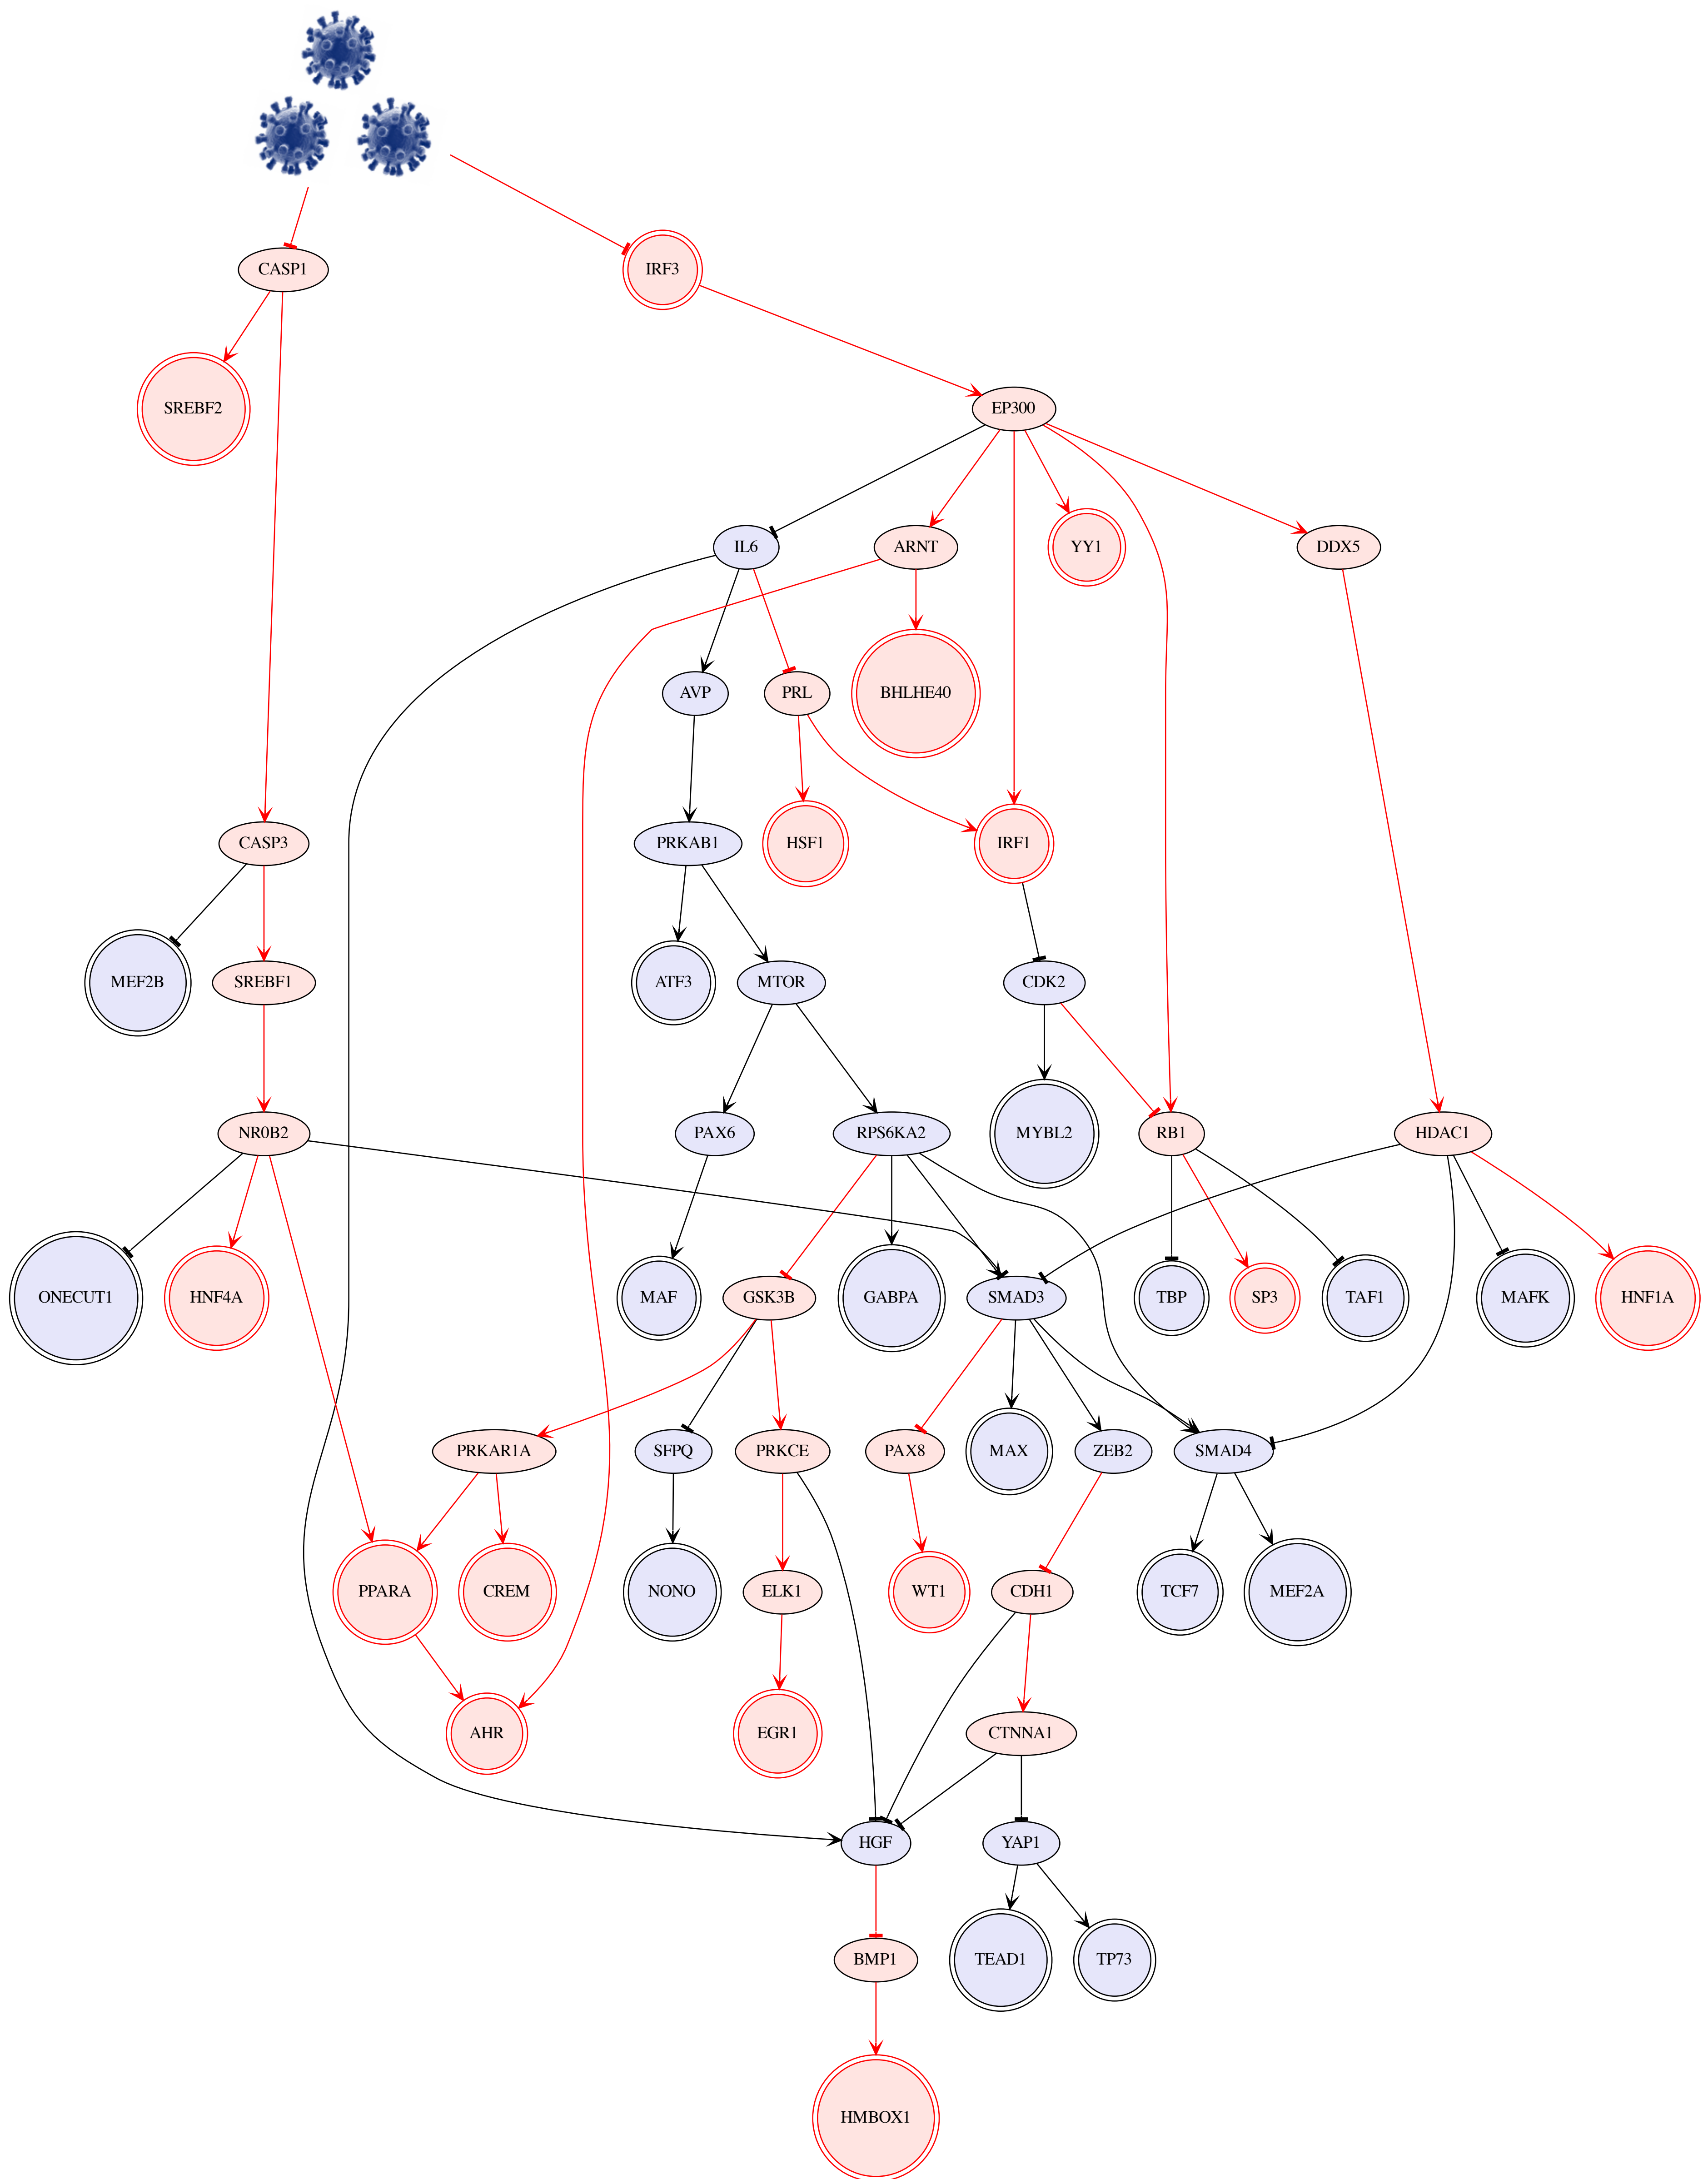 CASP1
IRF3
SREBF2
EP300
IL6
ARNT
YY1
DDX5
AVP
PRL
BHLHE40
CASP3
PRKAB1
HSF1
IRF1
MEF2B
SREBF1
ATF3
MTOR
CDK2
NR0B2
PAX6
RPS6KA2
MYBL2
RB1
HDAC1
ONECUT1
HNF4A
MAF
GSK3B
GABPA
SMAD3
TBP
SP3
TAF1
MAFK
HNF1A
PRKAR1A
SFPQ
PRKCE
PAX8
MAX
ZEB2
SMAD4
PPARA
CREM
NONO
ELK1
WT1
CDH1
TCF7
MEF2A
AHR
EGR1
CTNNA1
HGF
YAP1
BMP1
TEAD1
TP73
HMBOX1